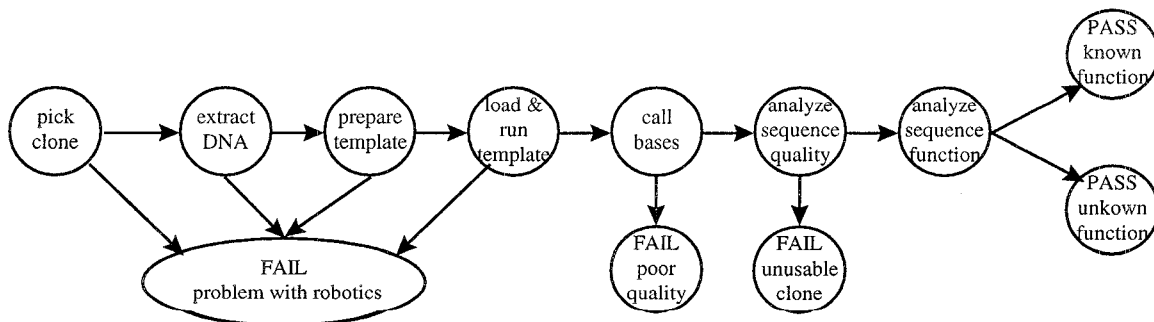 pick
clone
extract
DNA
prepare
template
load &
run
template
call
bases
analyze
sequence
quality
analyze
sequence
function
PASS
known
function
PASS
unkown
function
FAIL
problem with robotics
FAIL
poor
quality
FAIL
unusable
clone